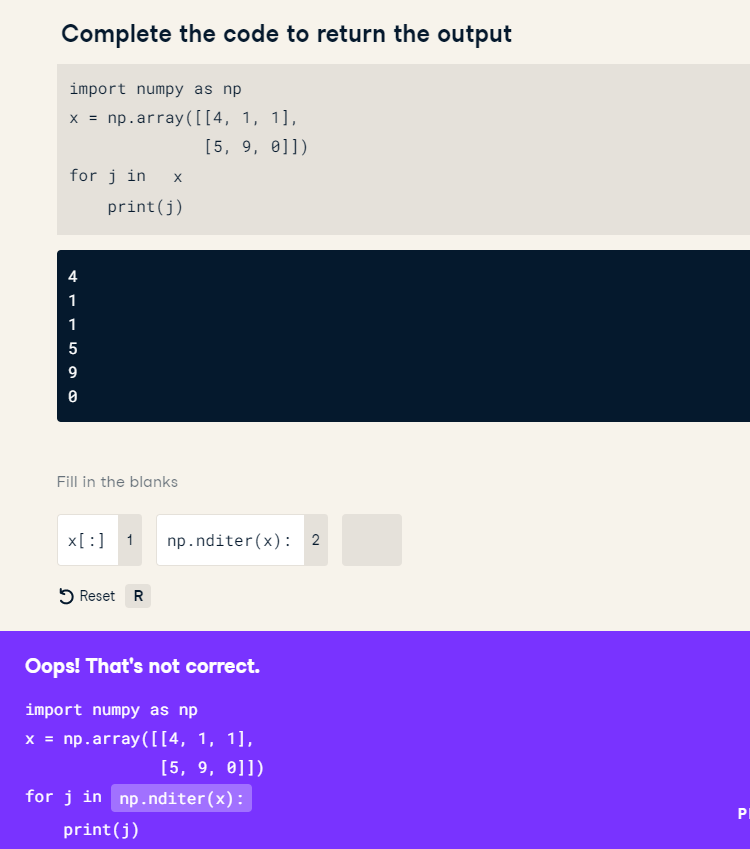 Complete the code to return the output
import numpy as np
x = np.array([[4, 1, 1],
              [5, 9, 0]])
for j in   x
    print(j)
4
1
1
5
9
0
Fill in the blanks
x[:] 1 np.nditer(x): 2
Reset R
Oops! That's not correct.
import numpy as np
x = np.array([[4, 1, 1],
              [5, 9, 0]])
for j in np.nditer(x):
    print(j)